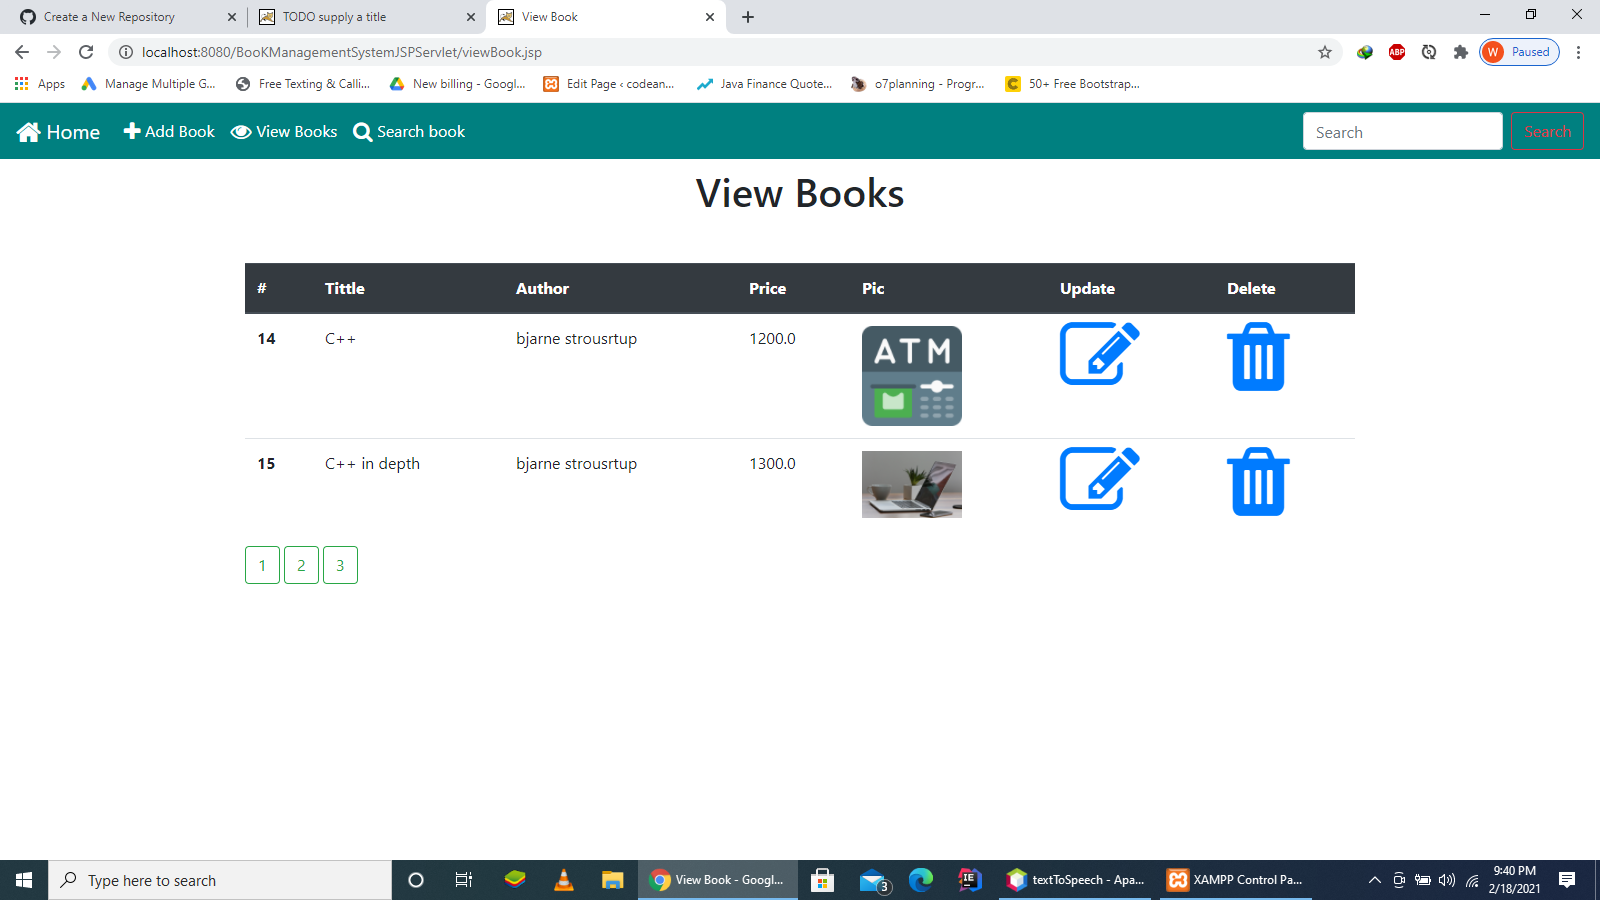 Create a New Repository
TODO supply a title
View Book
localhost:8080/BooKManagementSystemJSPServlet/viewBook.jsp
ABP
W Paused
Apps
Manage Multiple G...
Free Texting & Calli...
New billing - Googl...
Edit Page ‹ codean...
Java Finance Quote...
o7planning - Progr...
50+ Free Bootstrap...
Home
Add Book
View Books
Search book
Search
Search
View Books
# Tittle Author Price Pic Update Delete
14 C++ bjarne strousrtup 1200.0
ATM
15 C++ in depth bjarne strousrtup 1300.0
1 2 3
Type here to search
View Book - Googl...
3
IE
textToSpeech - Apa...
XAMPP Control Pa...
9:40 PM
2/18/2021